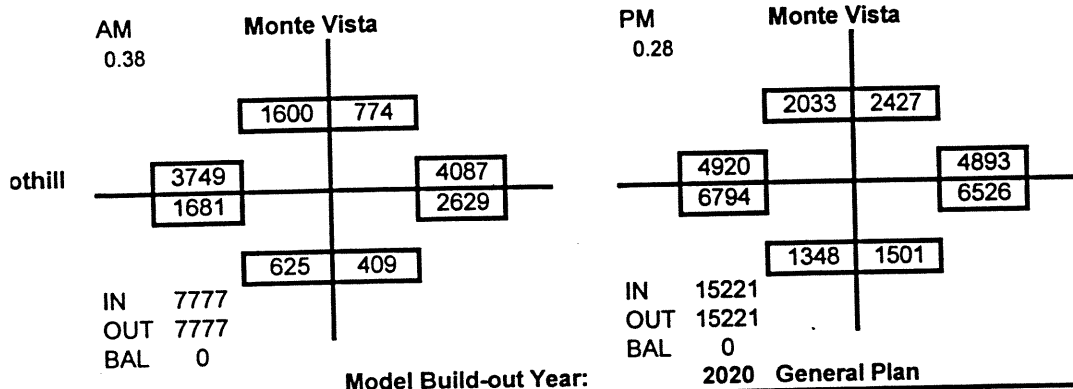 AM Monte Vista
0.38
1600 774
othill 3749 4087
1681 2629
625 409
IN 7777
OUT 7777
BAL 0
PM Monte Vista
0.28
2033 2427
4920 4893
6794 6526
1348 1501
IN 15221
OUT 15221
BAL 0
Model Build-out Year: 2020 General Plan